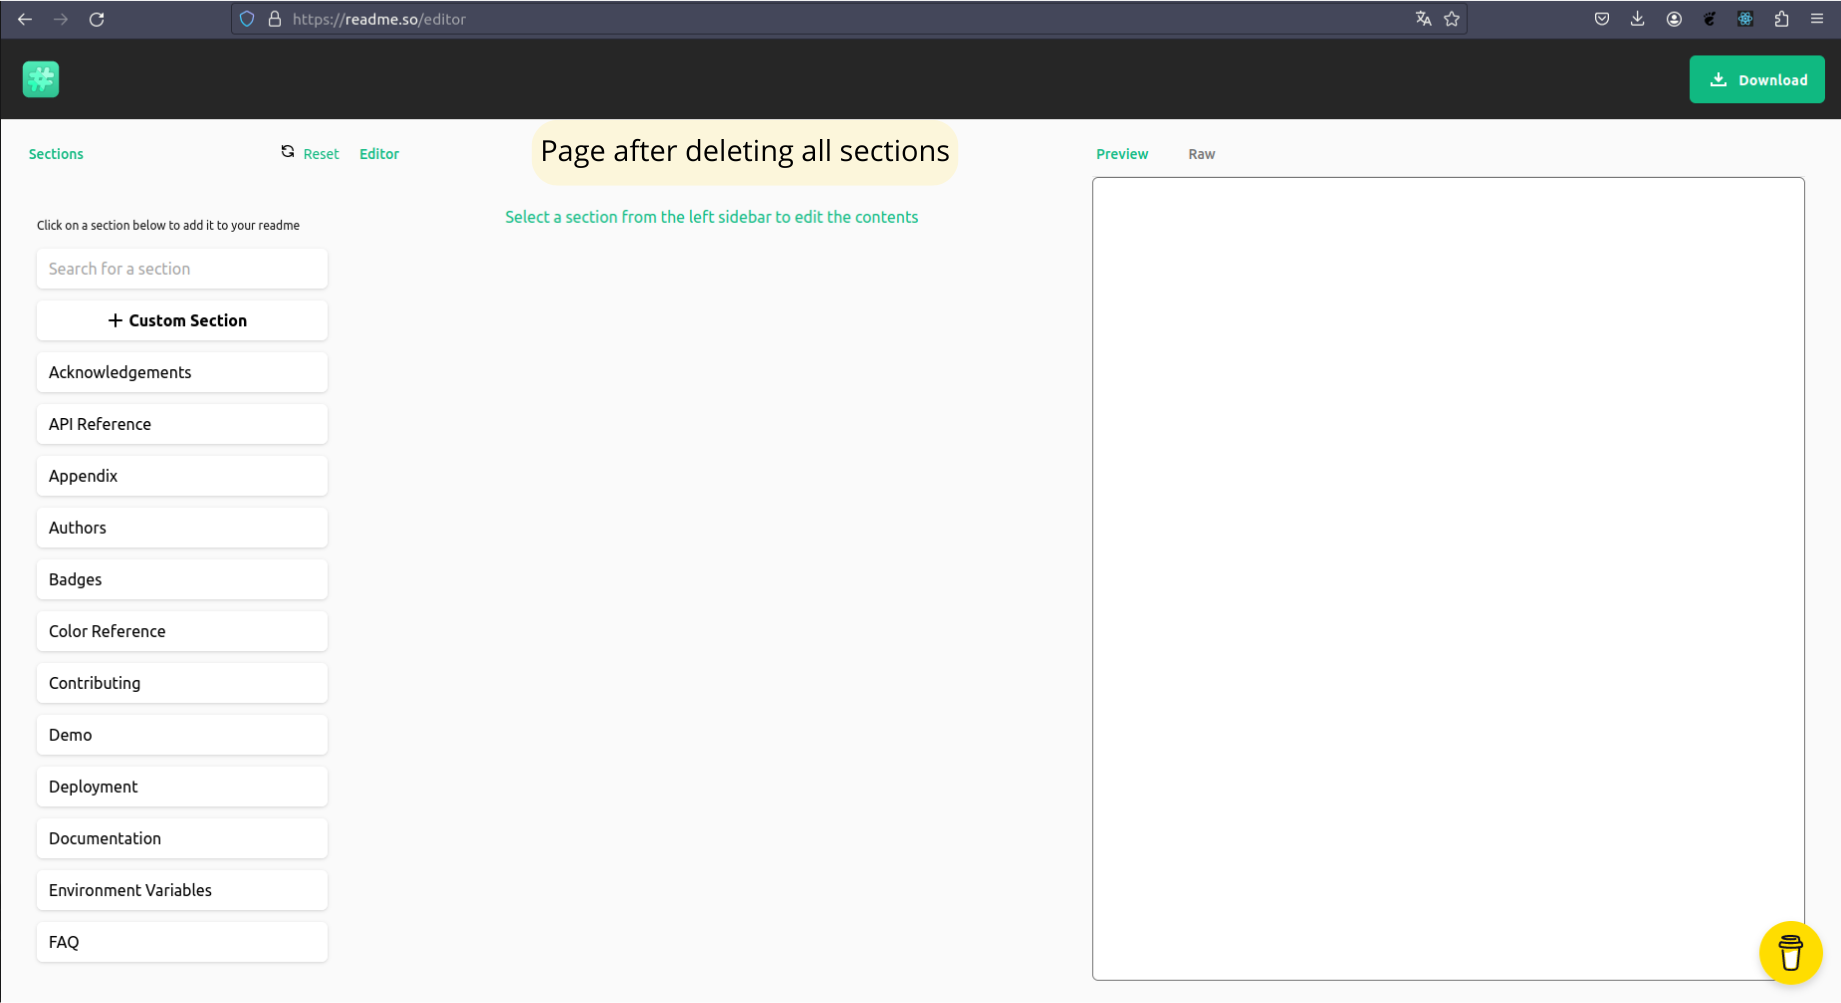 https://readme.so/editor
Download
Sections
Reset
Editor
Page after deleting all sections
Preview
Raw
Select a section from the left sidebar to edit the contents
Click on a section below to add it to your readme
Search for a section
+ Custom Section
Acknowledgements
API Reference
Appendix
Authors
Badges
Color Reference
Contributing
Demo
Deployment
Documentation
Environment Variables
FAQ